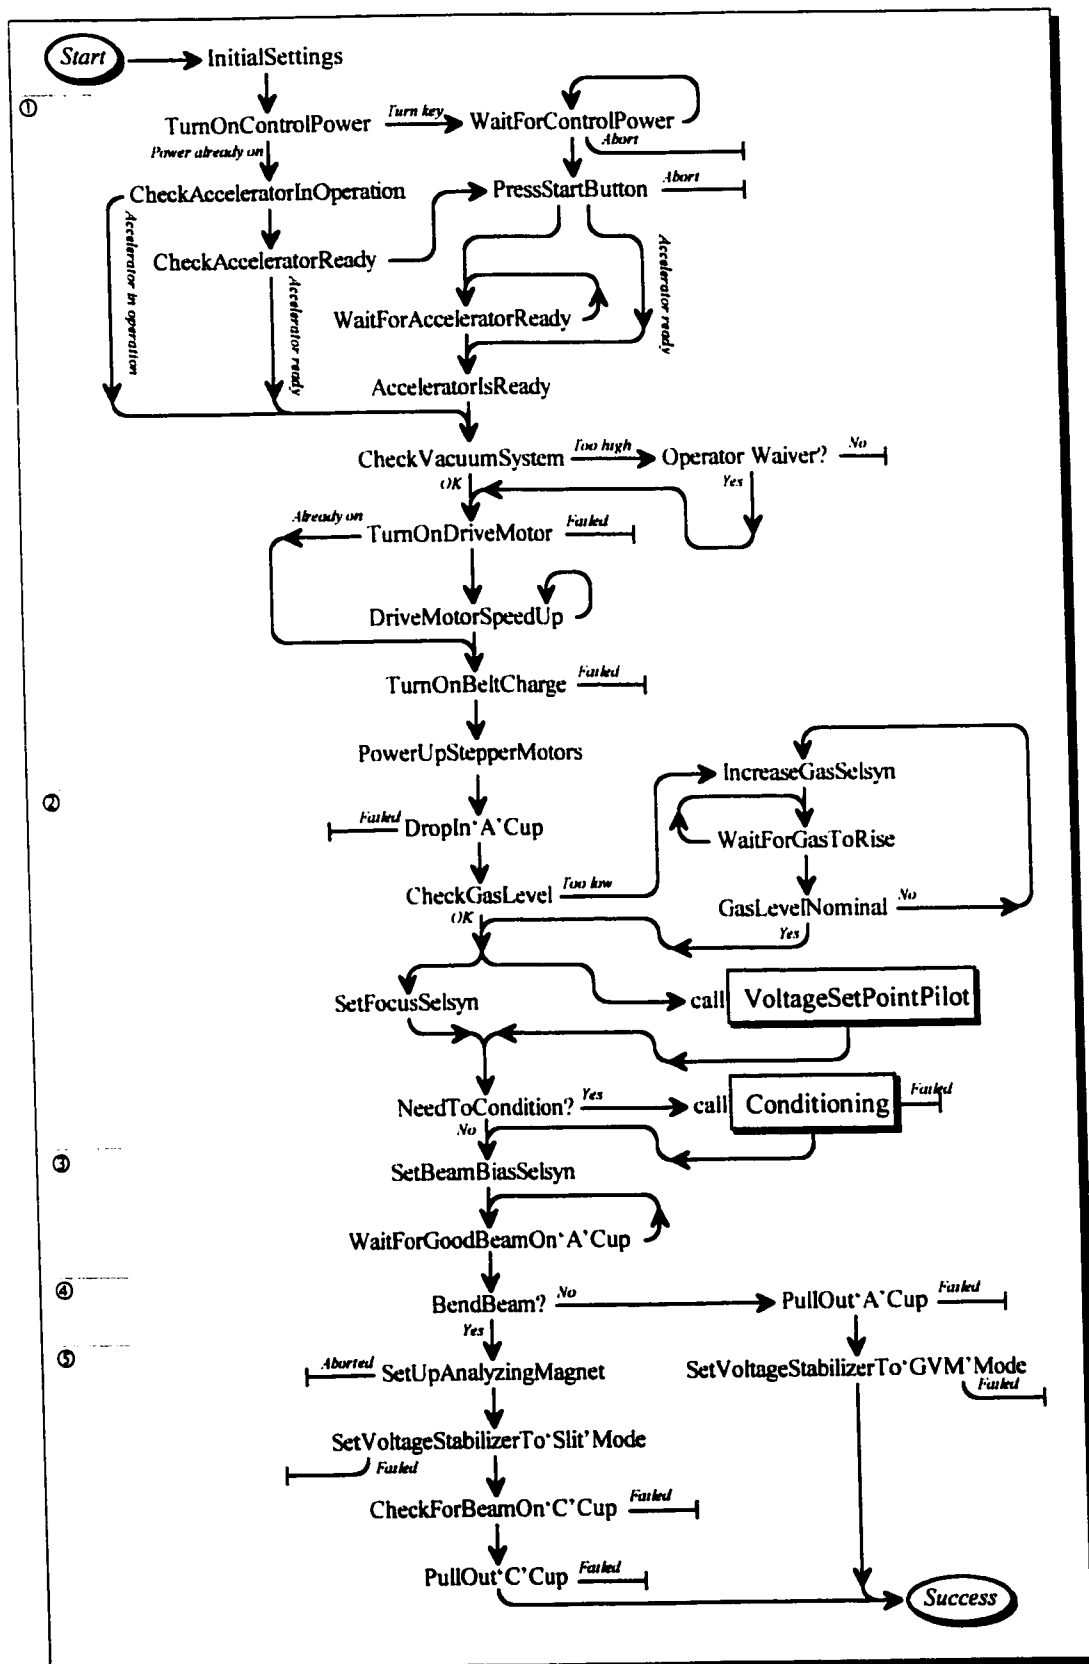 Start
InitialSettings
①
TurnOnControlPower
Turn key
WaitForControlPower
Abort
Power already on
CheckAcceleratorInOperation
PressStartButton
Abort
CheckAcceleratorReady
Accelerator in operation
Accelerator ready
WaitForAcceleratorReady
Accelerator ready
AcceleratorIsReady
CheckVacuumSystem
Too high
Operator Waiver?
No
OK
Yes
Already on
TurnOnDriveMotor
Failed
DriveMotorSpeedUp
TurnOnBeltCharge
Failed
PowerUpStepperMotors
IncreaseGasSelsyn
②
Failed
DropIn‘A’Cup
WaitForGasToRise
CheckGasLevel
Too low
GasLevelNominal
No
OK
Yes
SetFocusSelsyn
call
VoltageSetPointPilot
NeedToCondition?
Yes
call
Conditioning
Failed
No
③
SetBeamBiasSelsyn
WaitForGoodBeamOn‘A’Cup
④
BendBeam?
No
PullOut‘A’Cup
Failed
Yes
⑤
Aborted
SetUpAnalyzingMagnet
SetVoltageStabilizerTo‘GVM’Mode
Failed
SetVoltageStabilizerTo‘Slit’Mode
Failed
CheckForBeamOn‘C’Cup
Failed
PullOut‘C’Cup
Failed
Success